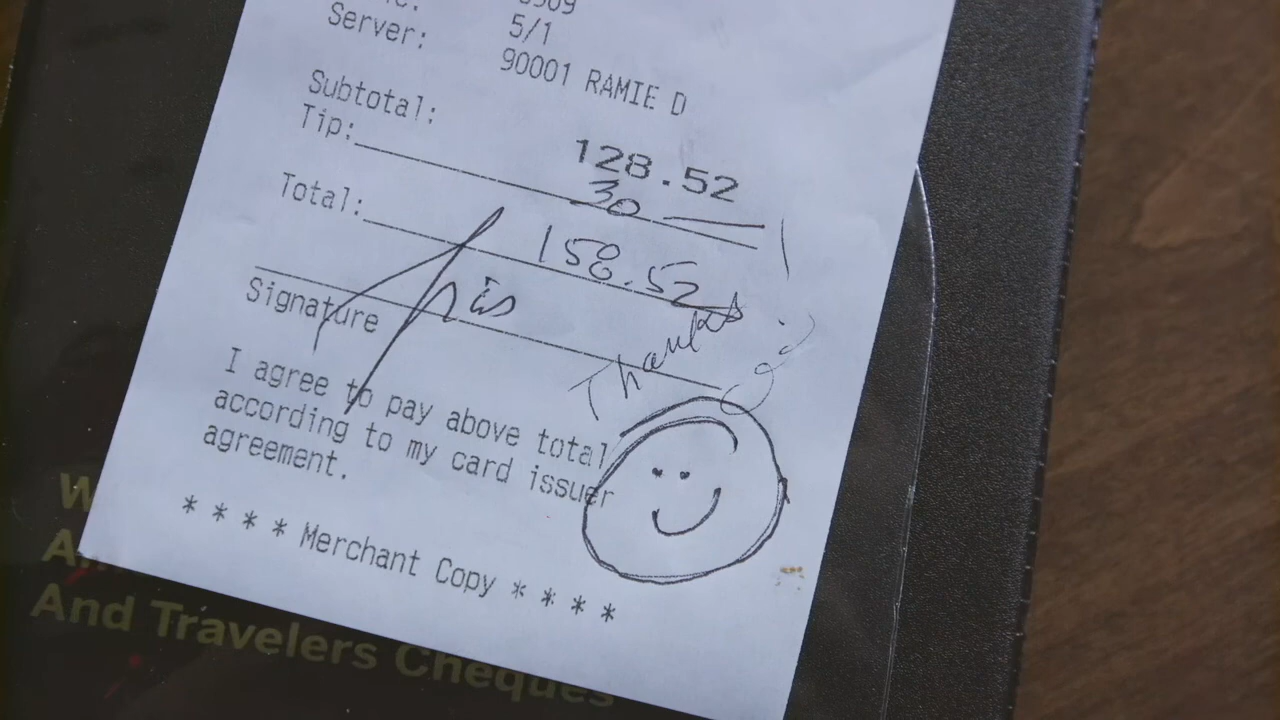 Server:
5/1
90001 RAMIE D
Subtotal: 128.52
Tip: 30
Total: 158.52
Signature
Thanks
I agree to pay above total
according to my card issuer
agreement.
* * * * Merchant Copy * * * *
And Travelers Cheques